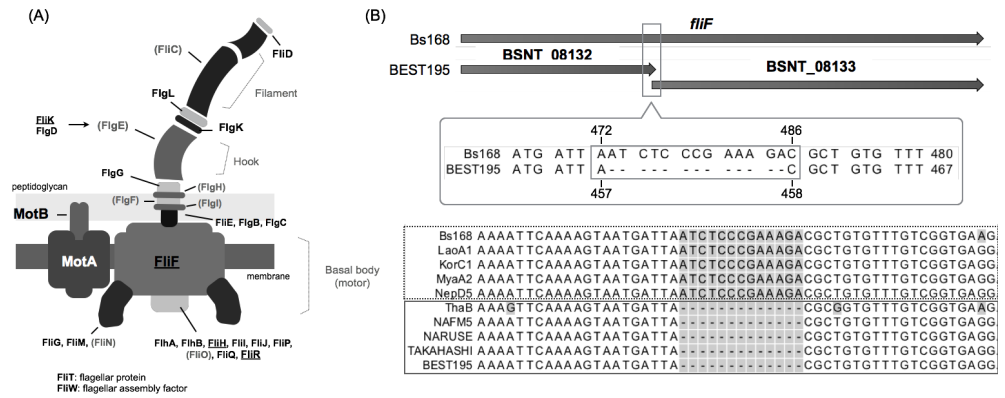 (A)
FliD
(FliC)
Filament
FlgL
FliK
FlgD
(FlgE)
FlgK
Hook
FlgG
peptidoglycan
(FlgH)
(FlgF)
(FlgI)
MotB
FliE, FlgB, FlgC
MotA
FliF
membrane
Basal body
(motor)
FliG, FliM, (FliN)
FlhA, FlhB, FliH, FliI, FliJ, FliP,
(FliO), FliQ, FliR
FliT: flagellar protein
FliW: flagellar assembly factor
(B)
fliF
Bs168
BSNT_08132
BEST195
BSNT_08133
472 486
Bs168 ATG ATT AAT CTC CCG AAA GAC GCT GTG TTT 480
BEST195 ATG ATT A-- --- --- --- --C GCT GTG TTT 467
457 458
Bs168 AAAATTCAAAAGTAATGATTAATCTCCCGAAAGACGCTGTGTTTGTCGGTGAAG
LaoA1 AAAATTCAAAAGTAATGATTAATCTCCCGAAAGACGCTGTGTTTGTCGGTGAGG
KorC1 AAAATTCAAAAGTAATGATTAATCTCCCGAAAGACGCTGTGTTTGTCGGTGAGG
MyaA2 AAAATTCAAAAGTAATGATTAATCTCCCGAAAGACGCTGTGTTTGTCGGTGAGG
NepD5 AAAATTCAAAAGTAATGATTAATCTCCCGAAAGACGCTGTGTTTGTCGGTGAGG
ThaB AAAGTTCAAAAGTAATGATTA-------------CGCGGTGTTTGTCGGTGAAG
NAFM5 AAAATTCAAAAGTAATGATTA-------------CGCTGTGTTTGTCGGTGAGG
NARUSE AAAATTCAAAAGTAATGATTA-------------CGCTGTGTTTGTCGGTGAGG
TAKAHASHI AAAATTCAAAAGTAATGATTA-------------CGCTGTGTTTGTCGGTGAGG
BEST195 AAAATTCAAAAGTAATGATTA-------------CGCTGTGTTTGTCGGTGAGG